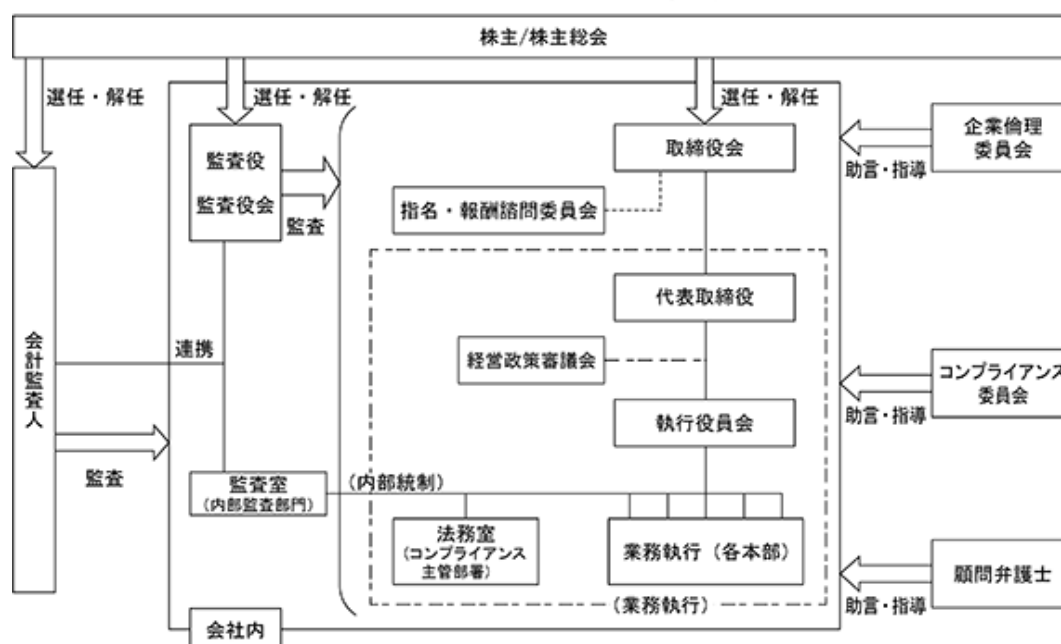 株主/株主総会
選任・解任
選任・解任
選任・解任
監査役
監査役会
監査
取締役会
指名・報酬諮問委員会
企業倫理
委員会
助言・指導
代表取締役
経営政策審議会
執行役員会
会計監査人
連携
監査
コンプライアンス
委員会
助言・指導
監査室
（内部監査部門）
（内部統制）
法務室
（コンプライアンス
主管部署）
業務執行（各本部）
（業務執行）
顧問弁護士
助言・指導
会社内